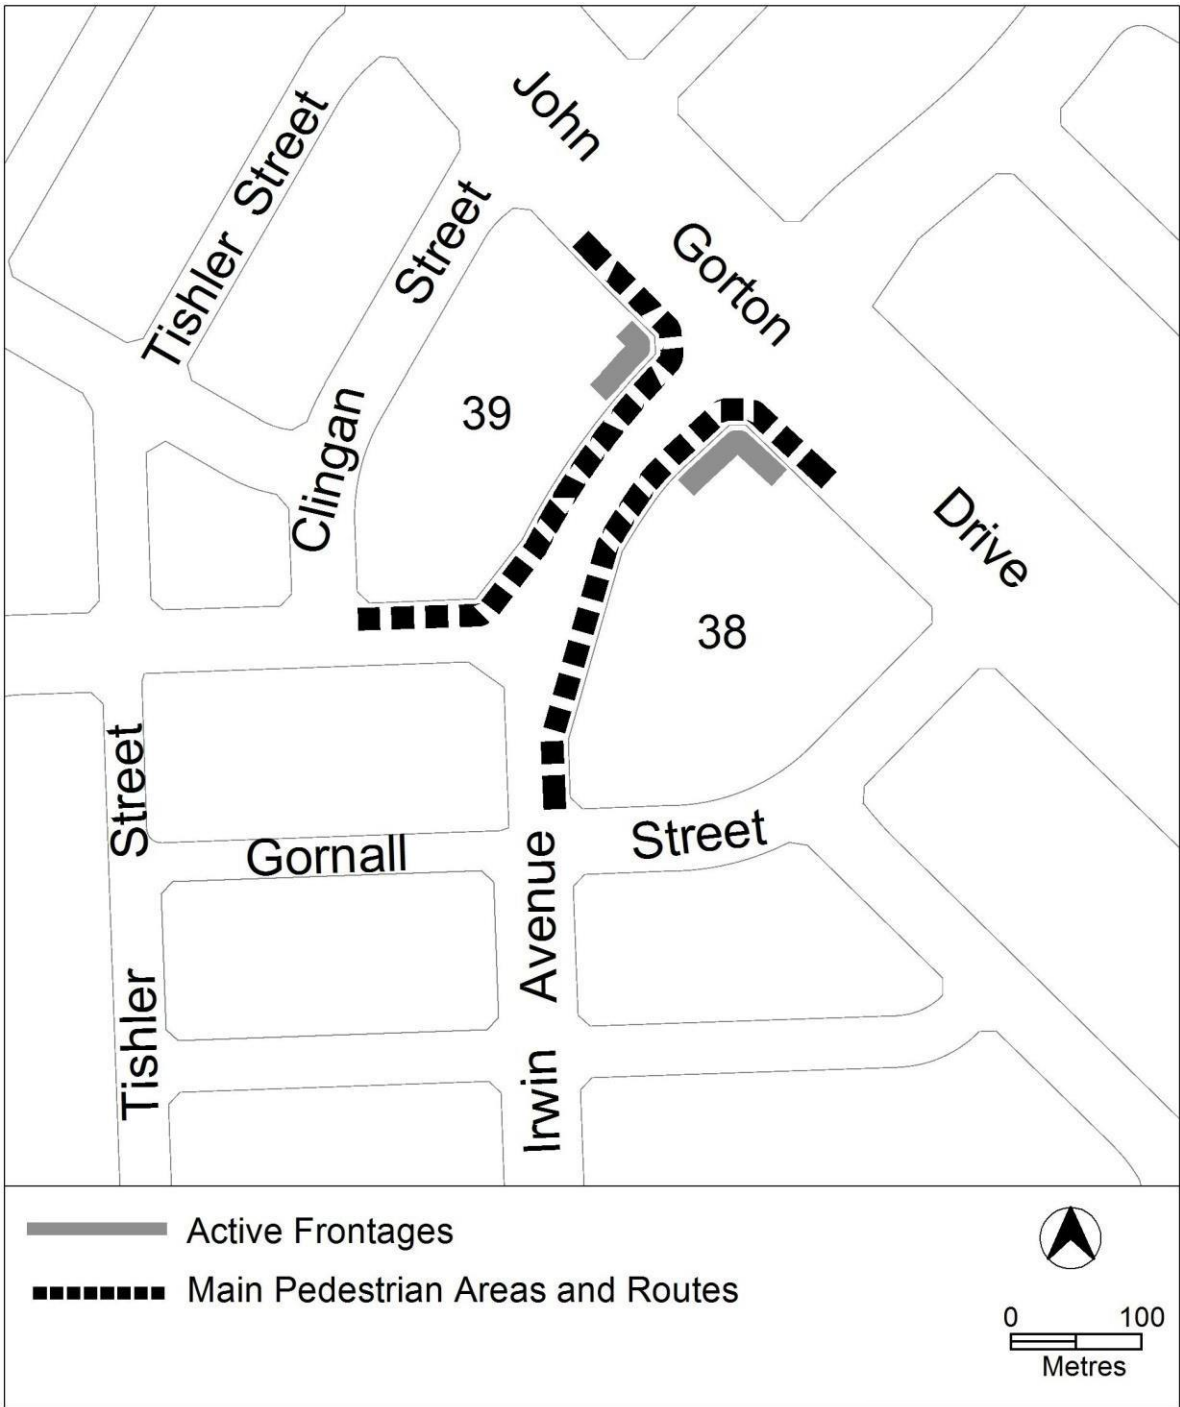 John
Gorton
Drive
Tishler Street
Clingan
Street
39
38
Street
Tishler
Gornall
Street
Irwin Avenue
Active Frontages
Main Pedestrian Areas and Routes
0 100
Metres